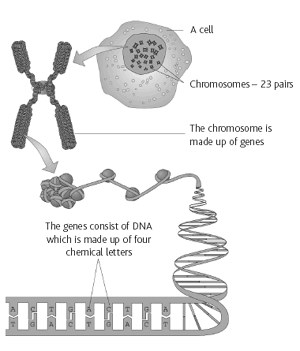 A cell
Chromosomes – 23 pairs
The chromosome is
made up of genes
The genes consist of DNA
which is made up of four
chemical letters
A C T G A C T G A
T G A C T G A C T